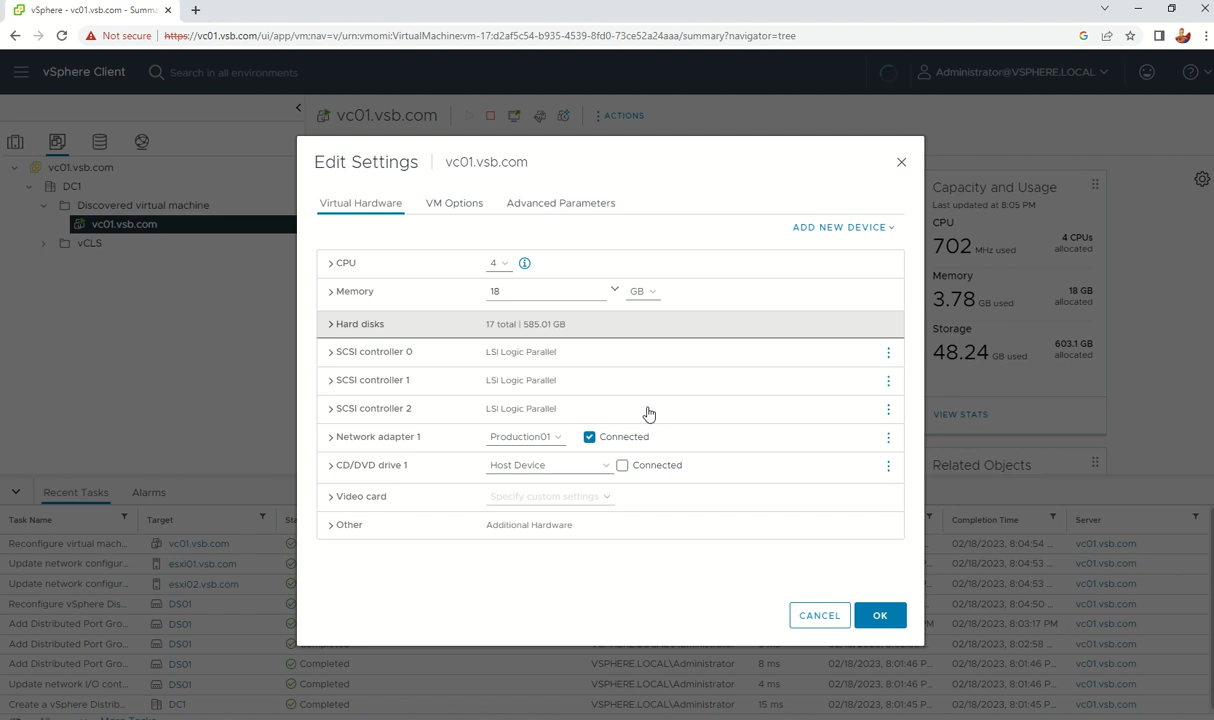 vSphere - vc01.vsb.com - Summa
Not secure | https://vc01.vsb.com/ui/app/vm;nav=v/urn:vmomi:VirtualMachine:vm-17:d2af5c54-b935-4539-8fd0-73ce52a24aaa/summary?navigator=tree
vSphere Client
Search in all environments
Administrator@VSPHERE.LOCAL
vc01.vsb.com
ACTIONS
vc01.vsb.com
DC1
Discovered virtual machine
vc01.vsb.com
vCLS
Edit Settings | vc01.vsb.com
Virtual Hardware VM Options Advanced Parameters
ADD NEW DEVICE
CPU 4
Memory 18 GB
Hard disks 17 total | 585.01 GB
SCSI controller 0 LSI Logic Parallel
SCSI controller 1 LSI Logic Parallel
SCSI controller 2 LSI Logic Parallel
Network adapter 1 Production01 Connected
CD/DVD drive 1 Host Device Connected
Video card Specify custom settings
Other Additional Hardware
CANCEL OK
Capacity and Usage
Last updated at 8:05 PM
CPU
702 MHz used 4 CPUs allocated
Memory
3.78 GB used 18 GB allocated
Storage
48.24 GB used 603.1 GB allocated
VIEW STATS
Related Objects
Recent Tasks Alarms
Task Name Target Completion Time Server
Reconfigure virtual mach... vc01.vsb.com 02/18/2023, 8:04:54 ... vc01.vsb.com
Update network configur... esxi01.vsb.com 02/18/2023, 8:04:53 ... vc01.vsb.com
Update network configur... esxi02.vsb.com 02/18/2023, 8:04:53 ... vc01.vsb.com
Reconfigure vSphere Dis... DS01 02/18/2023, 8:04:50 ... vc01.vsb.com
Add Distributed Port Gro... DS01 02/18/2023, 8:03:17 PM vc01.vsb.com
Add Distributed Port Gro... DS01 02/18/2023, 8:02:58 ... vc01.vsb.com
Add Distributed Port Gro... DS01 Completed VSPHERE.LOCAL\Administrator 8 ms 02/18/2023, 8:01:46 P... vc01.vsb.com
Update network I/O cont... DS01 Completed VSPHERE.LOCAL\Administrator 4 ms 02/18/2023, 8:01:46 P... vc01.vsb.com
Create a vSphere Distrib... DC1 Completed VSPHERE.LOCAL\Administrator 15 ms 02/18/2023, 8:01:45 P... vc01.vsb.com